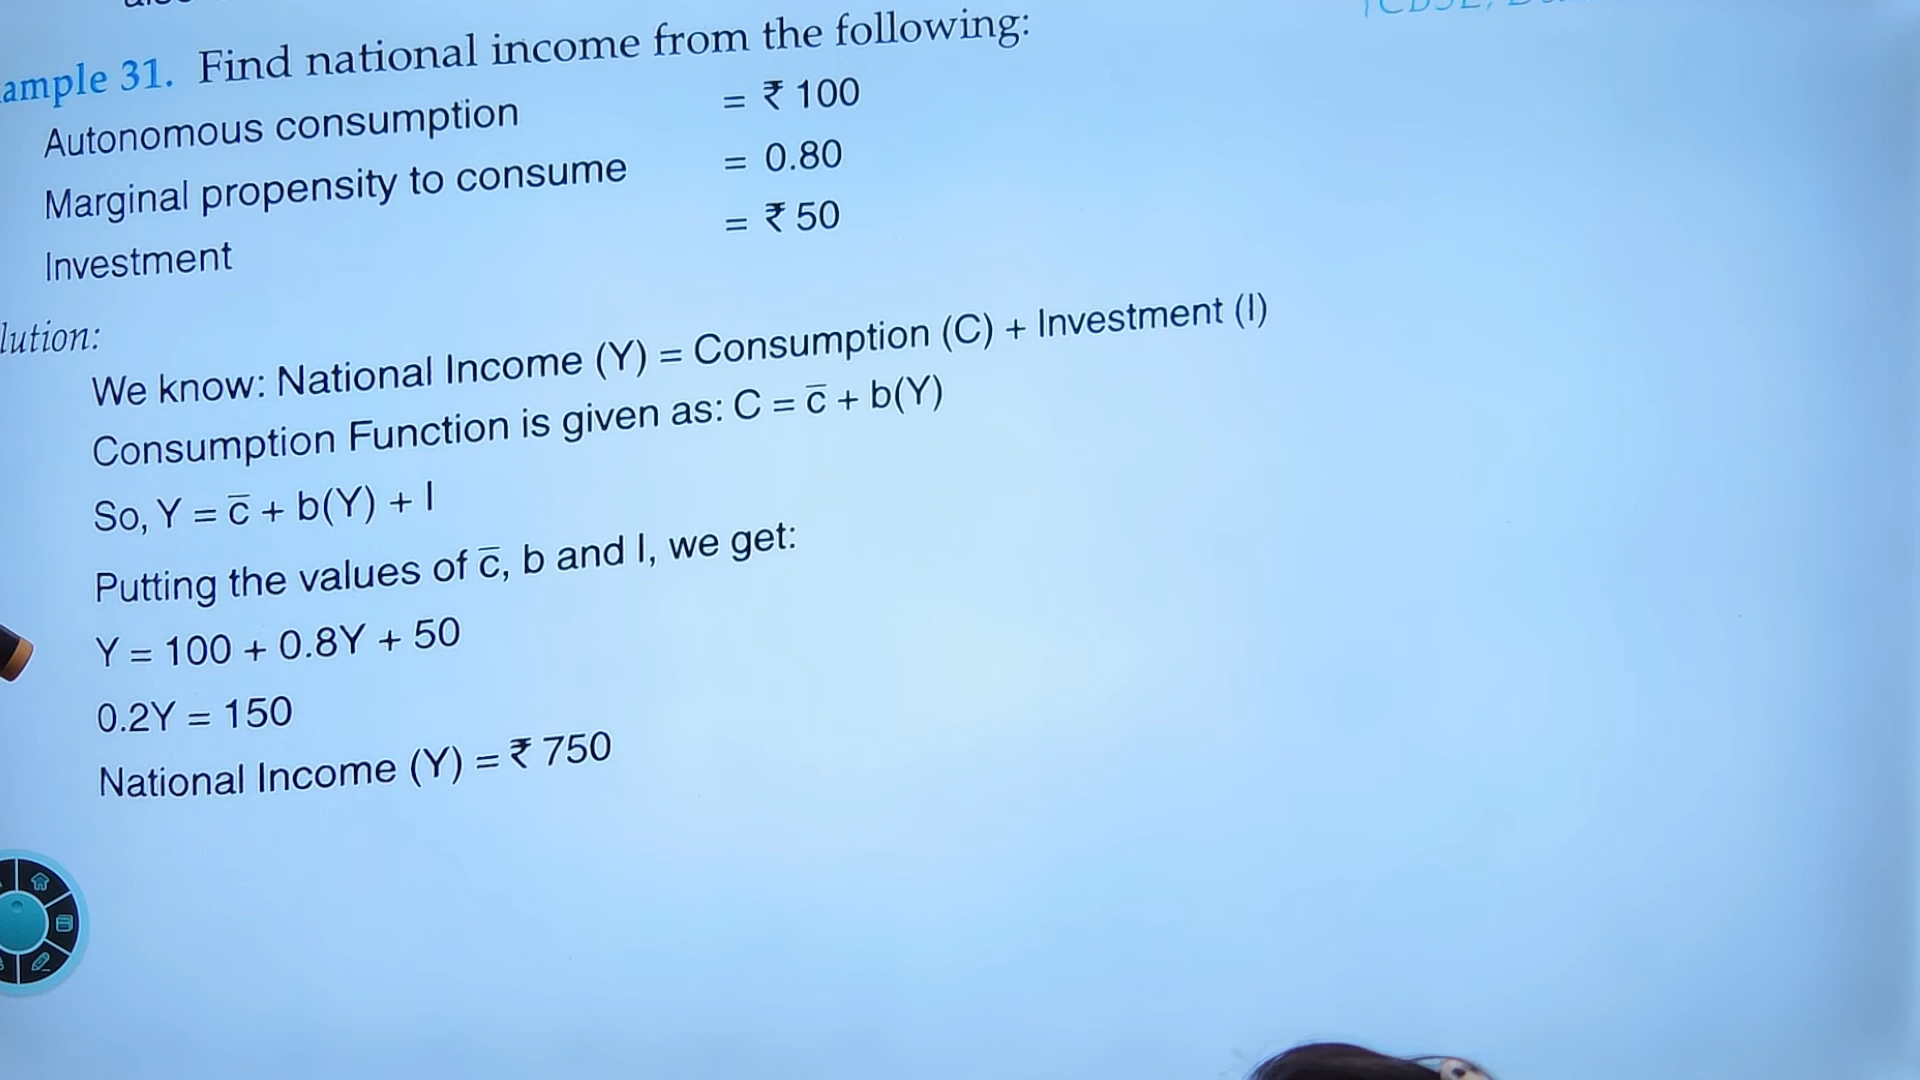 ample 31. Find national income from the following:
Autonomous consumption = ₹ 100
Marginal propensity to consume = 0.80
Investment = ₹ 50
lution:
We know: National Income (Y) = Consumption (C) + Investment (I)
Consumption Function is given as: C = c̅ + b(Y)
So, Y = c̅ + b(Y) + I
Putting the values of c̅, b and I, we get:
Y = 100 + 0.8Y + 50
0.2Y = 150
National Income (Y) = ₹ 750